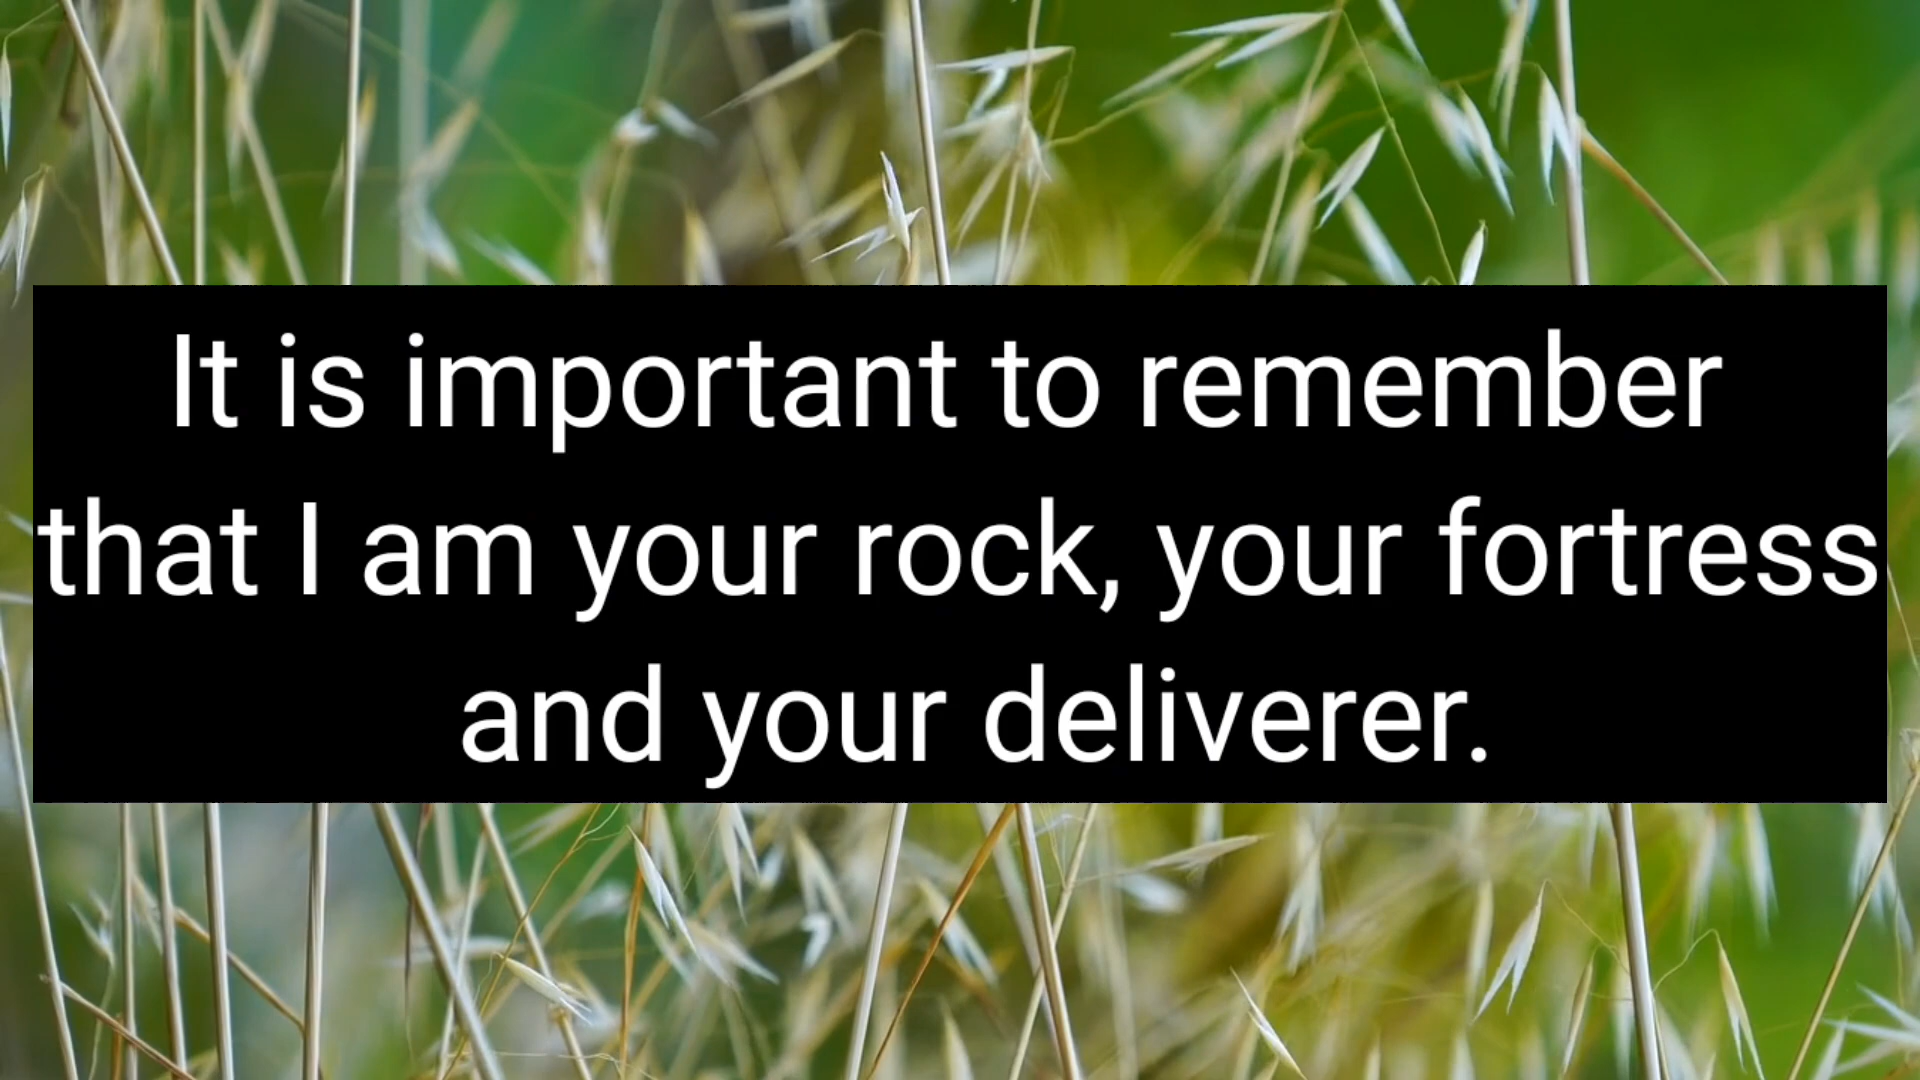 It is important to remember
that I am your rock, your fortress
and your deliverer.